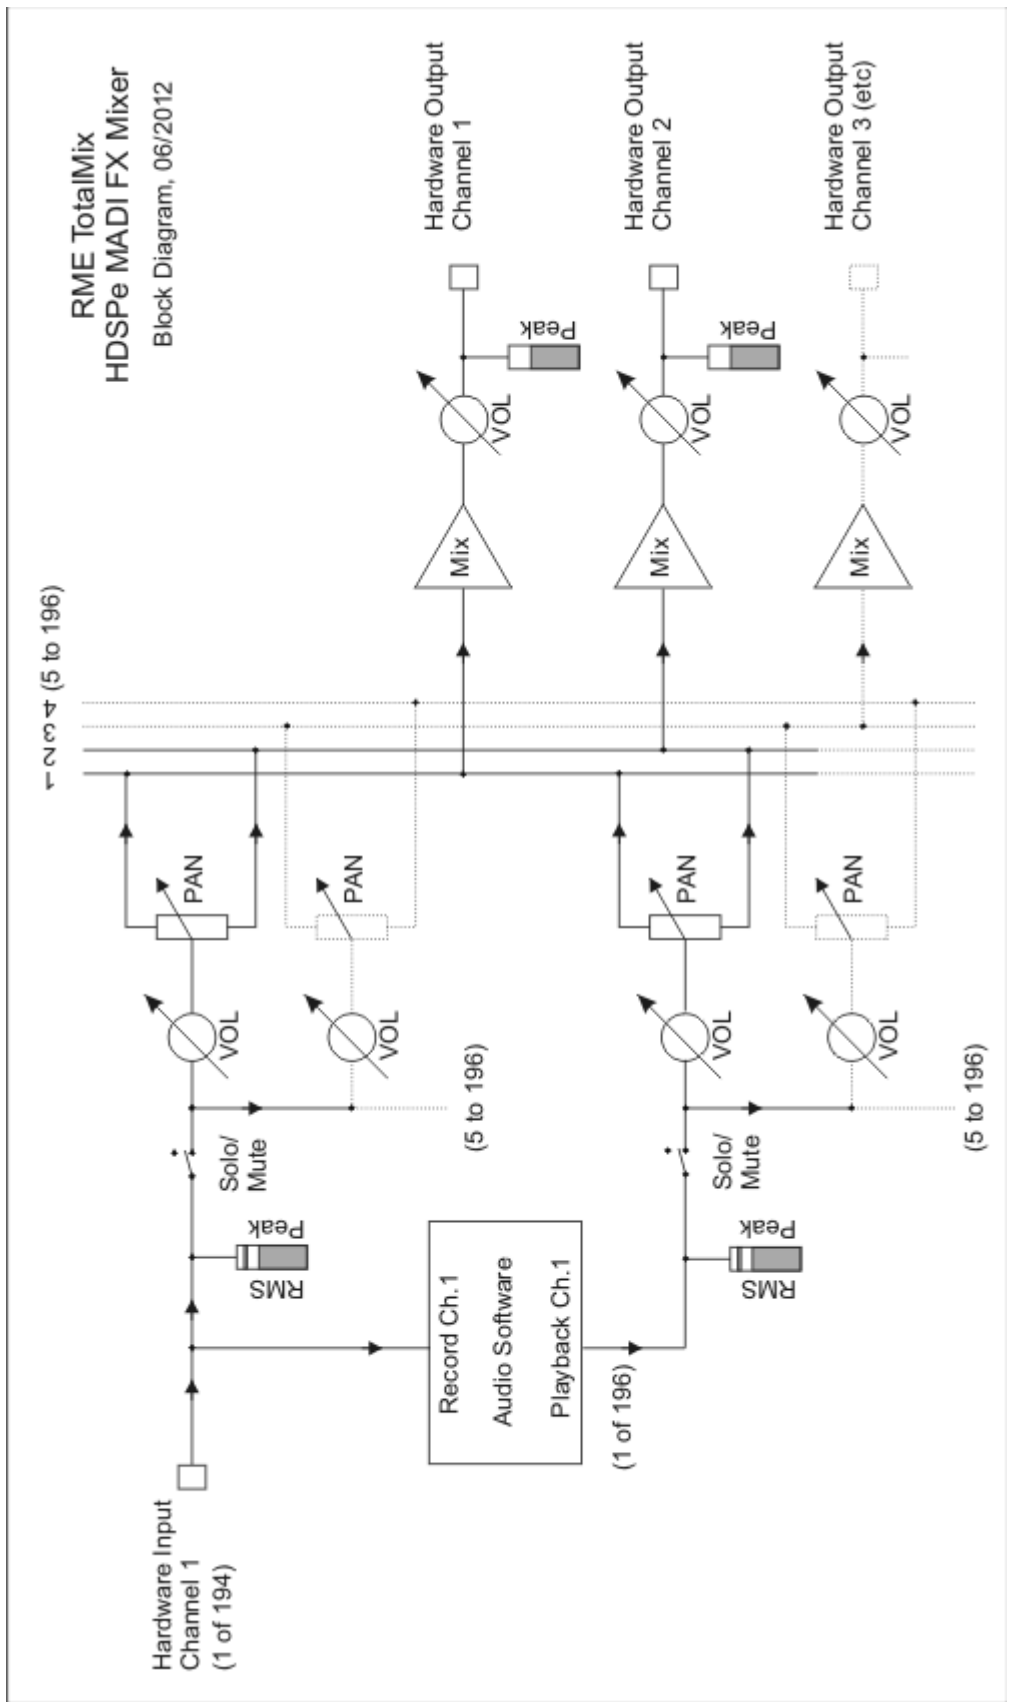 RME TotalMix
HDSPe MADI FX Mixer
Block Diagram, 06/2012
Hardware Input
Channel 1
(1 of 194)
RMS
Peak
Solo/
Mute
VOL
PAN
VOL
PAN
(5 to 196)
1 2 3 4 (5 to 196)
Mix
VOL
Peak
Hardware Output
Channel 1
Record Ch.1
Audio Software
Playback Ch.1
(1 of 196)
Mix
VOL
Peak
Hardware Output
Channel 2
RMS
Peak
Solo/
Mute
VOL
PAN
VOL
PAN
(5 to 196)
Mix
VOL
Hardware Output
Channel 3 (etc)